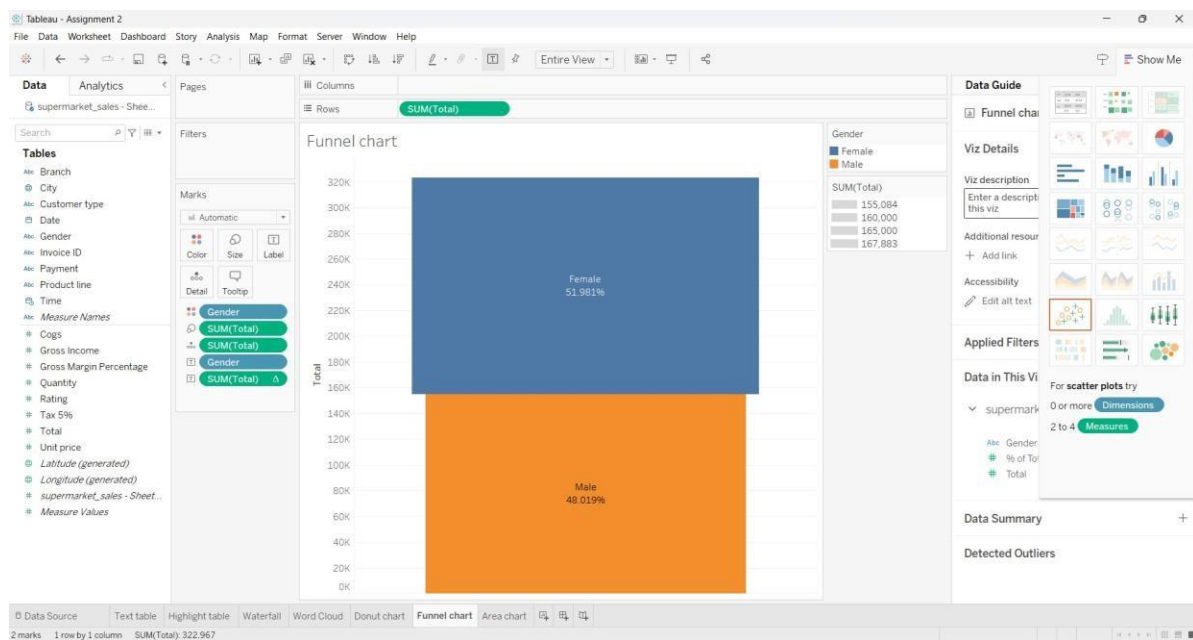 Tableau - Assignment 2
File Data Worksheet Dashboard Story Analysis Map Format Server Window Help
Entire View
Show Me
Data Analytics
supermarket_sales - Shee...
Search
Tables
Abc Branch
City
Abc Customer type
Date
Abc Gender
Abc Invoice ID
Abc Payment
Abc Product line
Time
Abc Measure Names
# Cogs
# Gross Income
# Gross Margin Percentage
# Quantity
# Rating
# Tax 5%
# Total
# Unit price
Latitude (generated)
Longitude (generated)
# supermarket_sales - Sheet...
# Measure Values
Pages
Filters
Marks
Automatic
Color Size Label
Detail Tooltip
Gender
SUM(Total)
SUM(Total)
Gender
SUM(Total)
Columns
Rows SUM(Total)
Funnel chart
320K
300K
280K
260K
240K
220K
200K
180K
160K
140K
120K
100K
80K
60K
40K
20K
0K
Total
Female
51.981%
Male
48.019%
Gender
Female
Male
SUM(Total)
155,084
160,000
165,000
167,883
Data Guide
Funnel cha
Viz Details
Viz description
Enter a descripti
this viz
Additional resour
+ Add link
Accessibility
Edit alt text
Applied Filters
Data in This Vi
supermark
Abc Gender
# % of To
# Total
Data Summary +
Detected Outliers
For scatter plots try
0 or more Dimensions
2 to 4 Measures
Data Source Text table Highlight table Waterfall Word Cloud Donut chart Funnel chart Area chart
2 marks 1 row by 1 column SUM(Total): 322,967